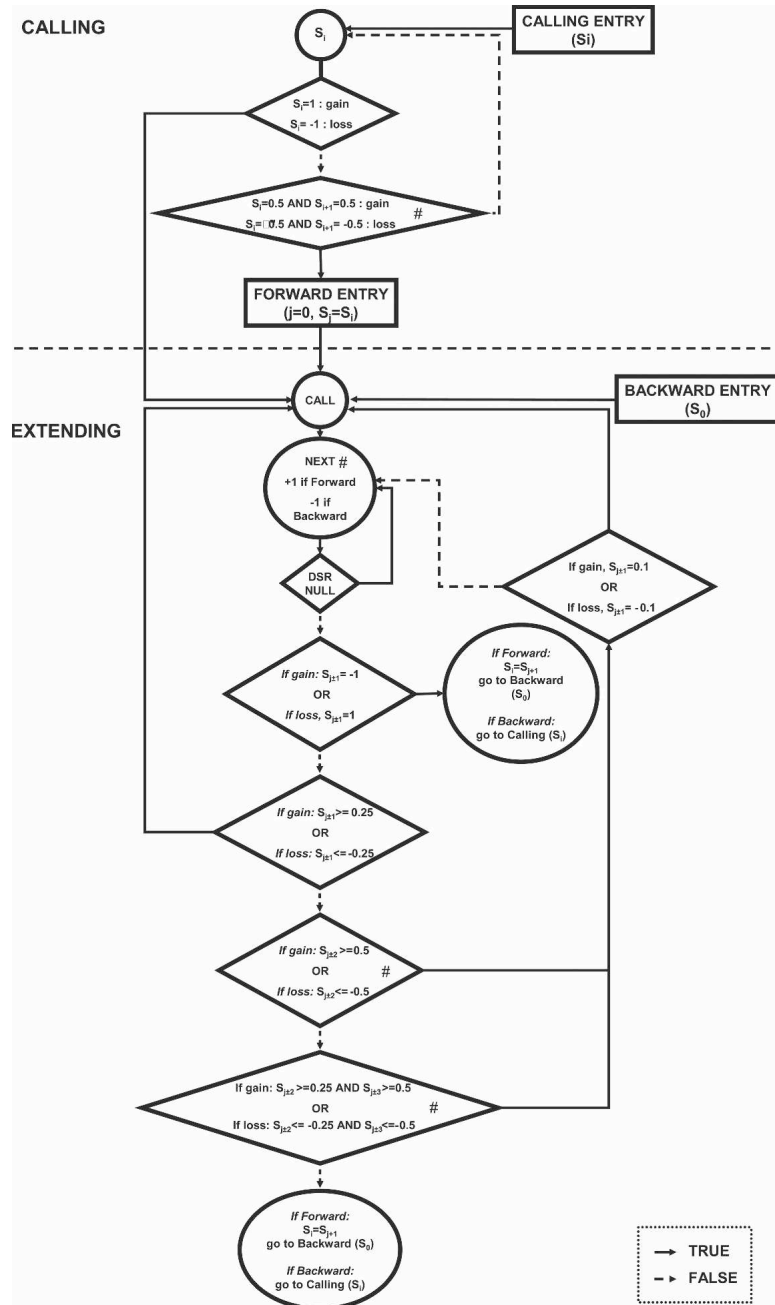 CALLING
CALLING ENTRY
(Si)
Si
Si=1 : gain
Si= -1 : loss
Si=0.5 AND Si+1=0.5 : gain
#
Si=□0.5 AND Si+1= -0.5 : loss
FORWARD ENTRY
(j=0, Sj=Si)
CALL
BACKWARD ENTRY
(S0)
EXTENDING
NEXT #
+1 if Forward
-1 if
Backward
DSR
NULL
If gain, Sj±1=0.1
OR
If loss, Sj±1= -0.1
If gain: Sj±1= -1
OR
If loss, Sj±1=1
If Forward:
Si=Sj+1
go to Backward
(S0)
If Backward:
go to Calling (Si)
If gain: Sj±1>= 0.25
OR
If loss: Sj±1<=-0.25
If gain: Sj±2>=0.5
OR #
If loss: Sj±2<= -0.5
If gain: Sj±2>=0.25 AND Sj±3>=0.5
OR #
If loss: Sj±2<= -0.25 AND Sj±3<=-0.5
If Forward:
Si=Sj+1
go to Backward (S0)
If Backward:
go to Calling (Si)
TRUE
FALSE